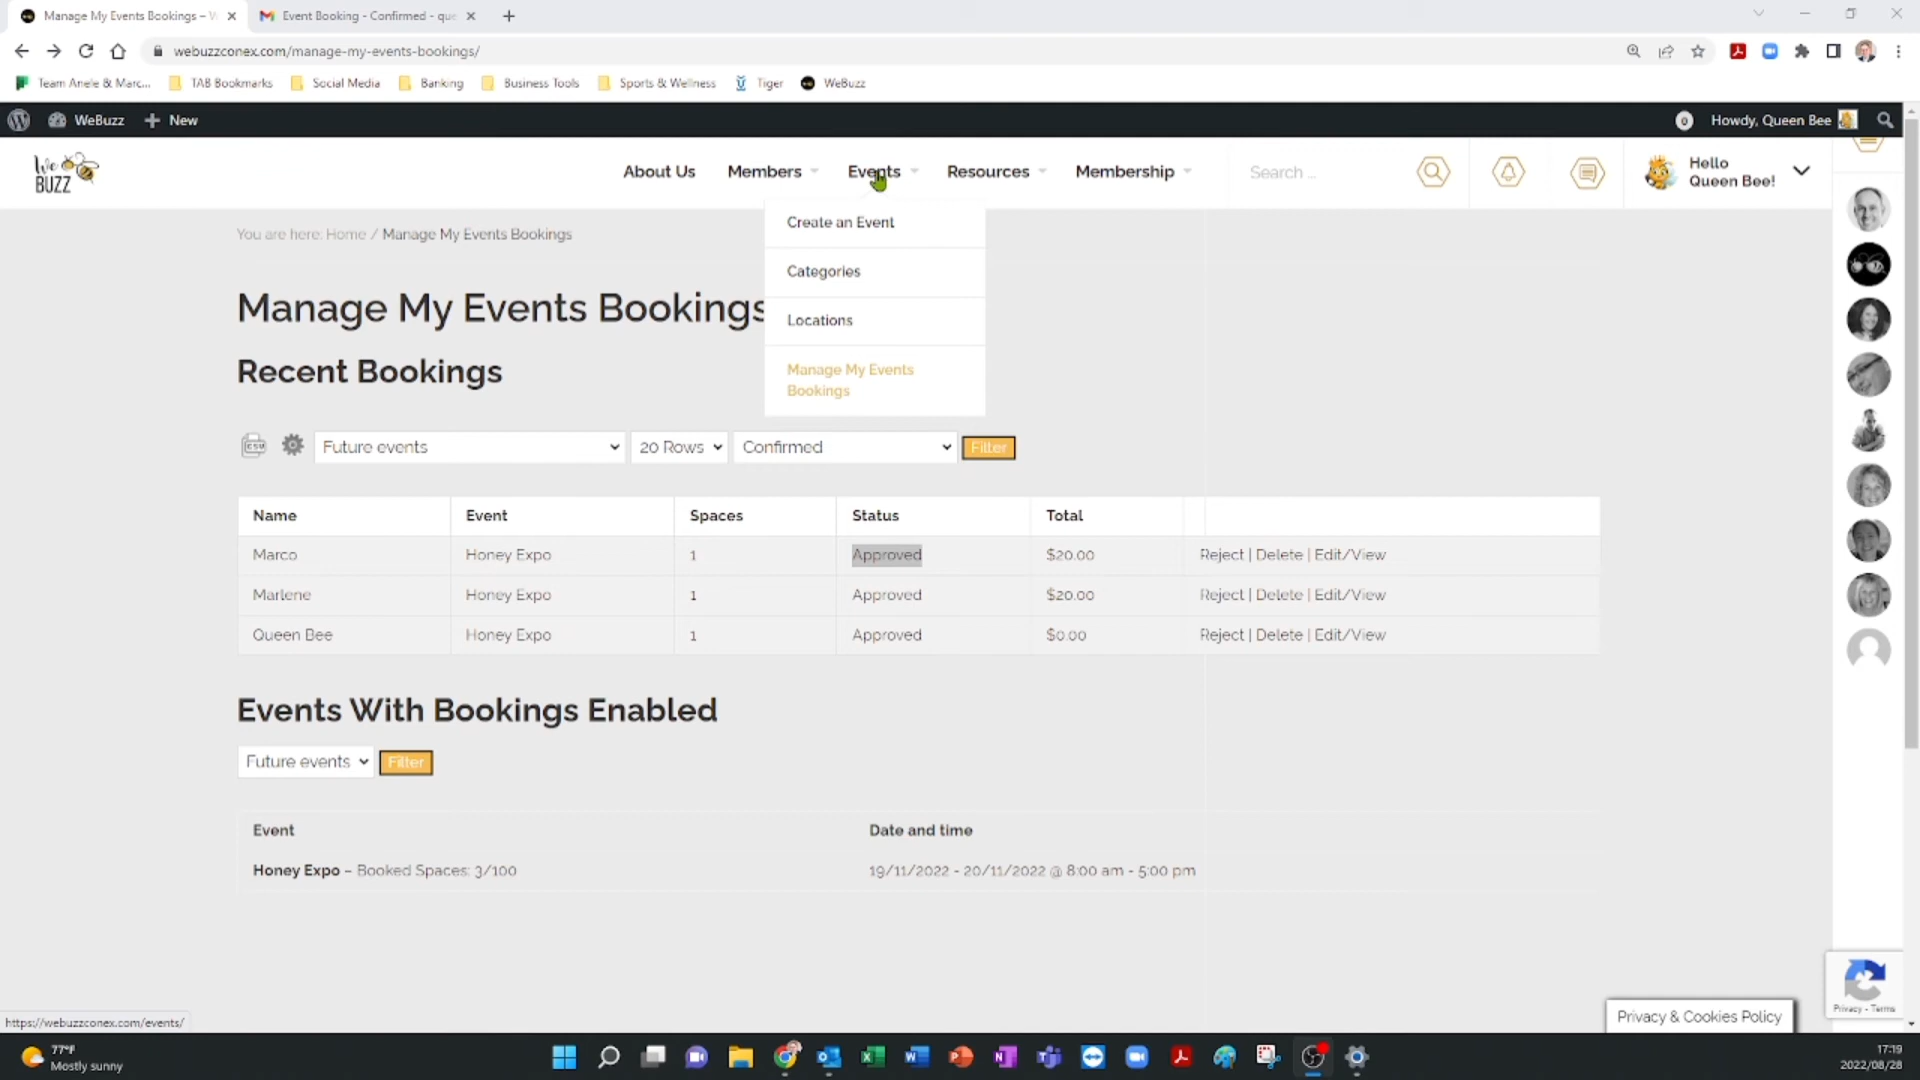 Manage My Events Bookings – W
Event Booking - Confirmed - que
webuzzconex.com/manage-my-events-bookings/
Team Anele & Marc...
TAB Bookmarks
Social Media
Banking
Business Tools
Sports & Wellness
Tiger
WeBuzz
WeBuzz
New
0
Howdy, Queen Bee
We BUZZ
About Us
Members
Events
Resources
Membership
Search ...
Hello
Queen Bee!
Create an Event
Categories
Locations
Manage My Events
Bookings
You are here: Home / Manage My Events Bookings
Manage My Events Bookings
Recent Bookings
CSV
Future events
20 Rows
Confirmed
Filter
Name Event Spaces Status Total
Marco Honey Expo 1 Approved $20.00 Reject | Delete | Edit/View
Marlene Honey Expo 1 Approved $20.00 Reject | Delete | Edit/View
Queen Bee Honey Expo 1 Approved $0.00 Reject | Delete | Edit/View
Events With Bookings Enabled
Future events
Filter
Event Date and time
Honey Expo – Booked Spaces: 3/100 19/11/2022 - 20/11/2022 @ 8:00 am - 5:00 pm
Privacy - Terms
Privacy & Cookies Policy
https://webuzzconex.com/events/
77°F
Mostly sunny
17:19
2022/08/28